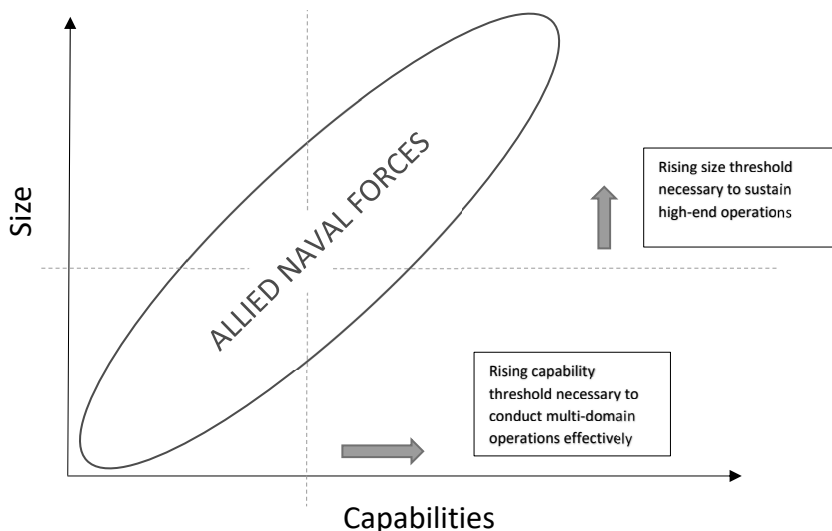 Size
ALLIED NAVAL FORCES
Rising size threshold
necessary to sustain
high-end operations
Rising capability
threshold necessary to
conduct multi-domain
operations effectively
Capabilities